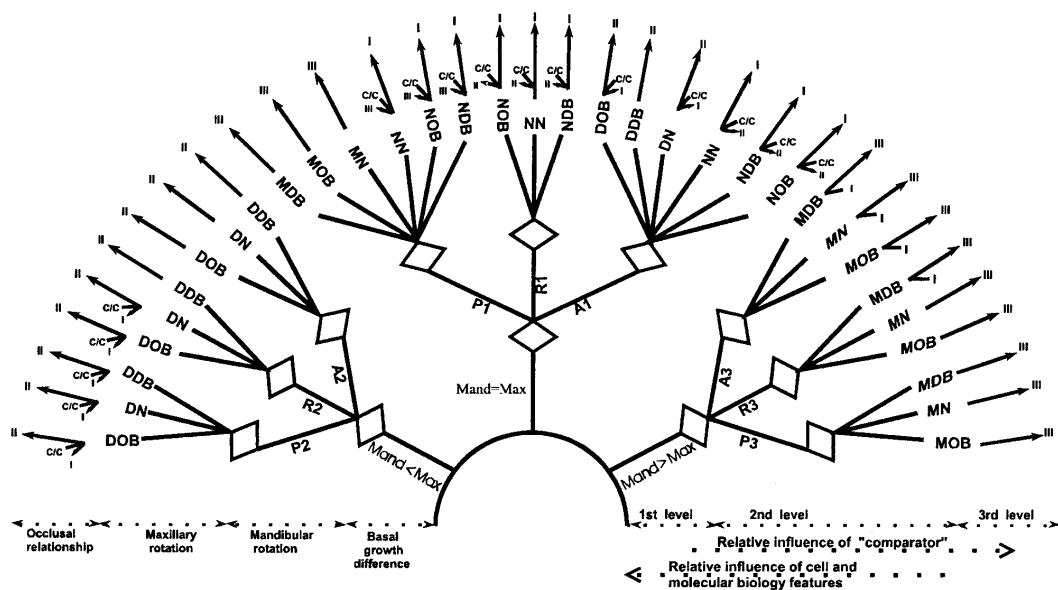 II
C/C
I
DOB
II
C/C
I
DN
II
C/C
I
DDB
II
C/C
I
DOB
II
C/C
I
DN
II
DDB
II
DOB
II
DN
II
DDB
III
MDB
III
MOB
III
MN
I
C/C
III
NN
I
C/C
III
NOB
I
C/C
III
NDB
I
C/C
II
NOB
I
C/C
II
NN
I
C/C
II
NDB
II
C/C
I
DOB
II
DDB
II
C/C
I
DN
I
C/C
II
NN
I
C/C
II
NDB
I
C/C
II
NOB
III
I
MDB
III
I
MN
III
I
MOB
III
I
MDB
III
MN
III
MOB
III
MDB
III
MN
III
MOB
P2
R2
A2
P1
R1
A1
A3
R3
P3
Mand<Max
Mand=Max
Mand>Max
Occlusal
relationship
Maxillary
rotation
Mandibular
rotation
Basal
growth
difference
1st level
2nd level
3rd level
Relative influence of "comparator"
Relative influence of cell and
molecular biology features